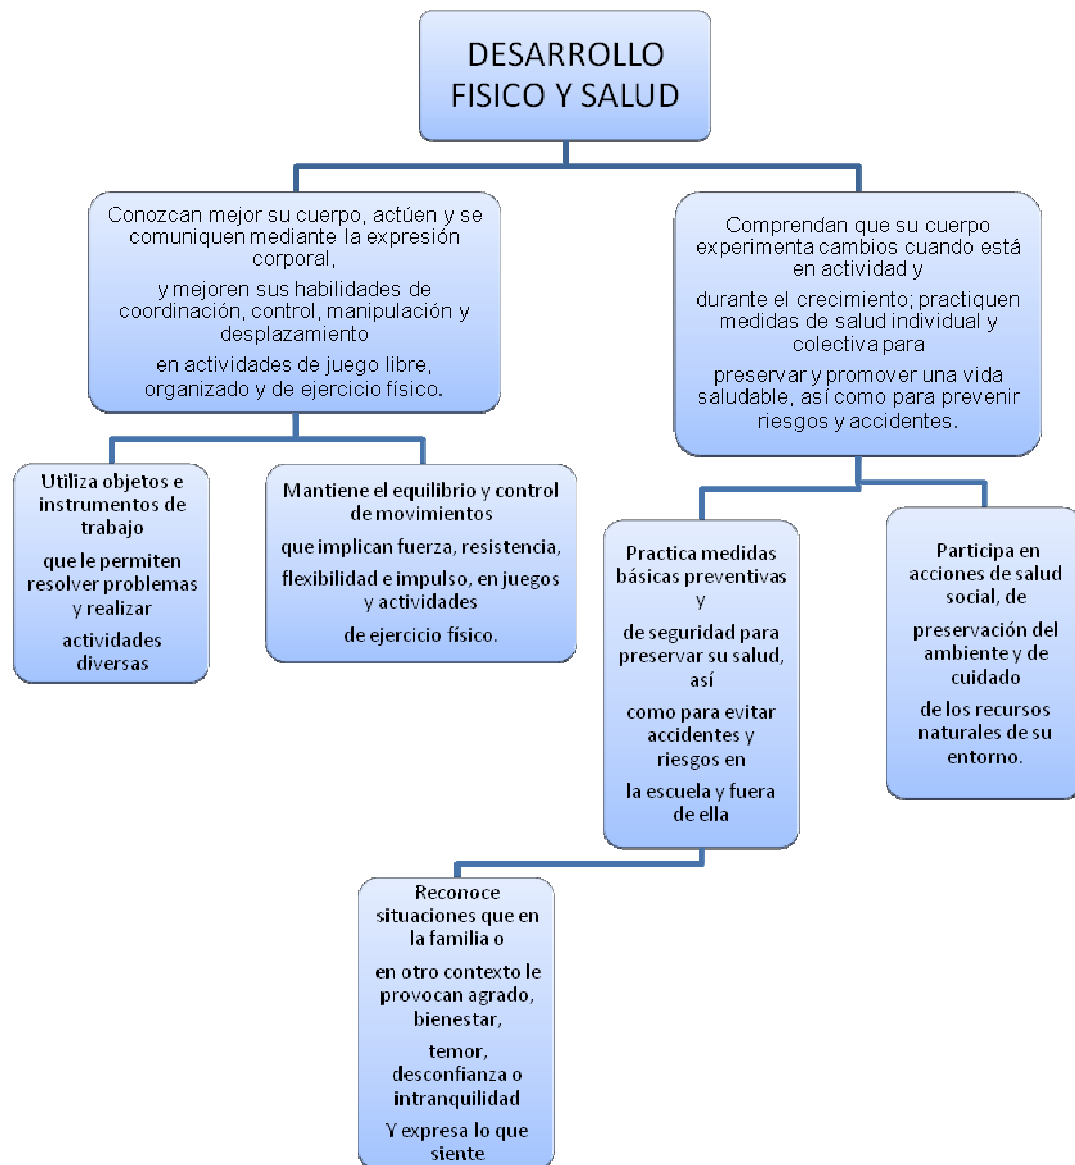 DESARROLLO
FISICO Y SALUD
Conozcan mejor su cuerpo, actúen y se
comuniquen mediante la expresión
corporal,
y mejoren sus habilidades de
coordinación, control, manipulación y
desplazamiento
en actividades de juego libre,
organizado y de ejercicio físico.
Comprendan que su cuerpo
experimenta cambios cuando está
en actividad y
durante el crecimiento; practiquen
medidas de salud individual y
colectiva para
preservar y promover una vida
saludable, así como para prevenir
riesgos y accidentes.
Utiliza objetos e
instrumentos de
trabajo
que le permiten
resolver problemas
y realizar
actividades
diversas
Mantiene el equilibrio y control
de movimientos
que implican fuerza, resistencia,
flexibilidad e impulso, en juegos
y actividades
de ejercicio físico.
Practica medidas
básicas preventivas
y
de seguridad para
preservar su salud,
así
como para evitar
accidentes y
riesgos en
la escuela y fuera
de ella
Participa en
acciones de salud
social, de
preservación del
ambiente y de
cuidado
de los recursos
naturales de su
entorno.
Reconoce
situaciones que en
la familia o
en otro contexto le
provocan agrado,
bienestar,
temor,
desconfianza o
intranquilidad
Y expresa lo que
siente